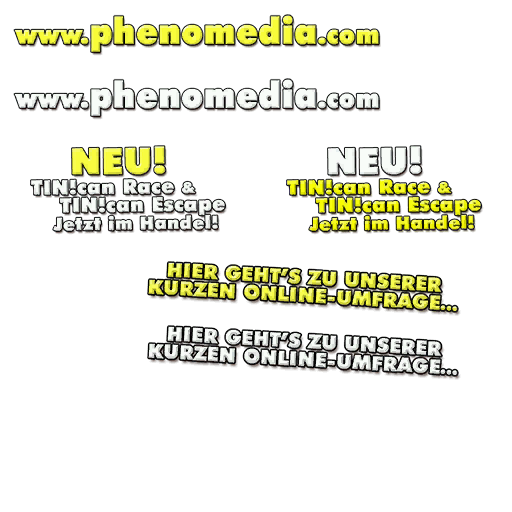 www.phenomedia.com
www.phenomedia.com
NEU!
TIN!can Race &
TIN!can Escape
Jetzt im Handel!
NEU!
TIN!can Race &
TIN!can Escape
Jetzt im Handel!
HIER GEHT'S ZU UNSERER
KURZEN ONLINE-UMFRAGE...
HIER GEHT'S ZU UNSERER
KURZEN ONLINE-UMFRAGE...